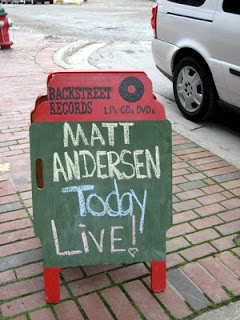 BACKSTREET
RECORDS LPs CDs DVDs
MATT
ANDERSEN
Today
LIVE!